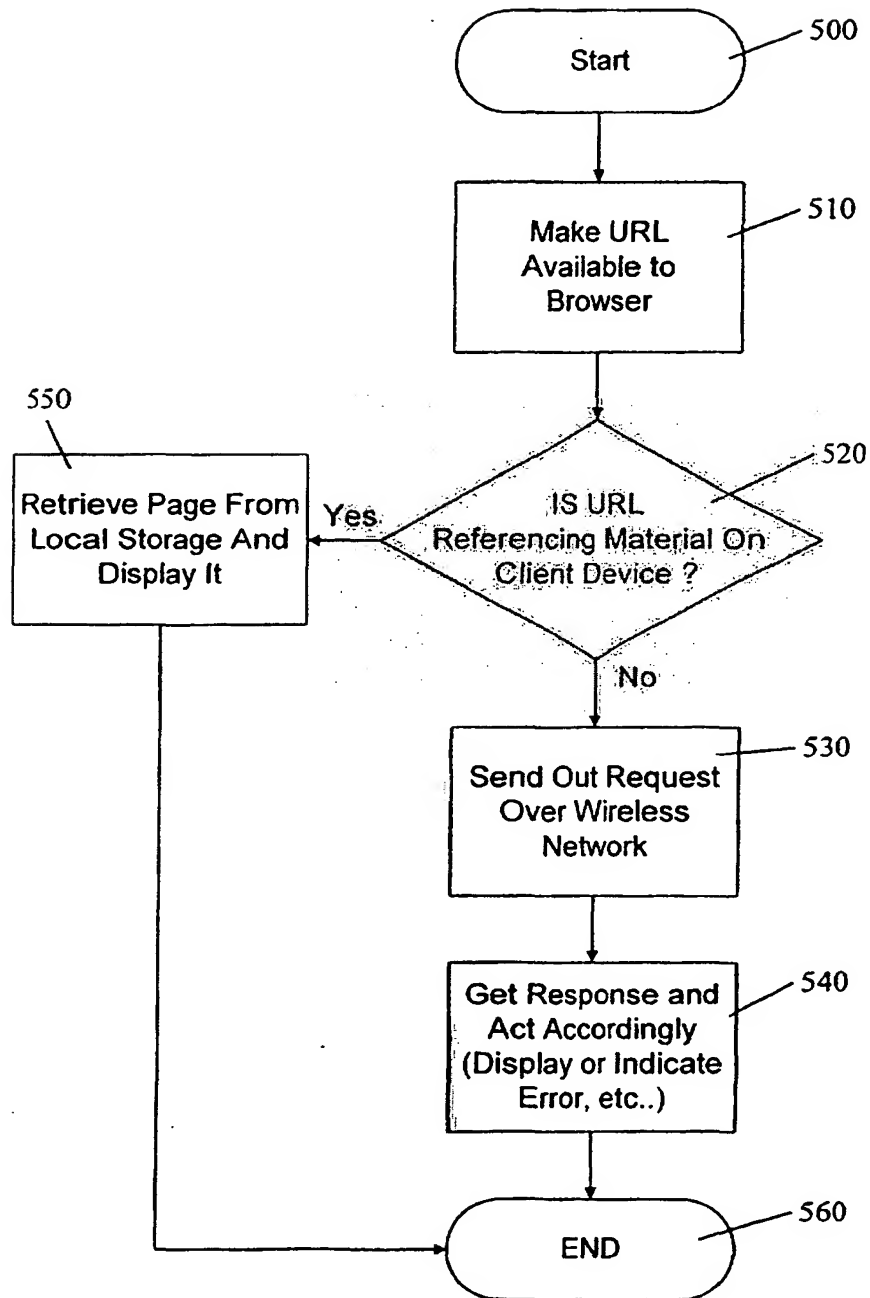 Start
500
Make URL
Available to
Browser
510
IS URL
Referencing Material On
Client Device ?
520
Yes
550
Retrieve Page From
Local Storage And
Display It
No
Send Out Request
Over Wireless
Network
530
Get Response and
Act Accordingly
(Display or Indicate
Error, etc..)
540
END
560